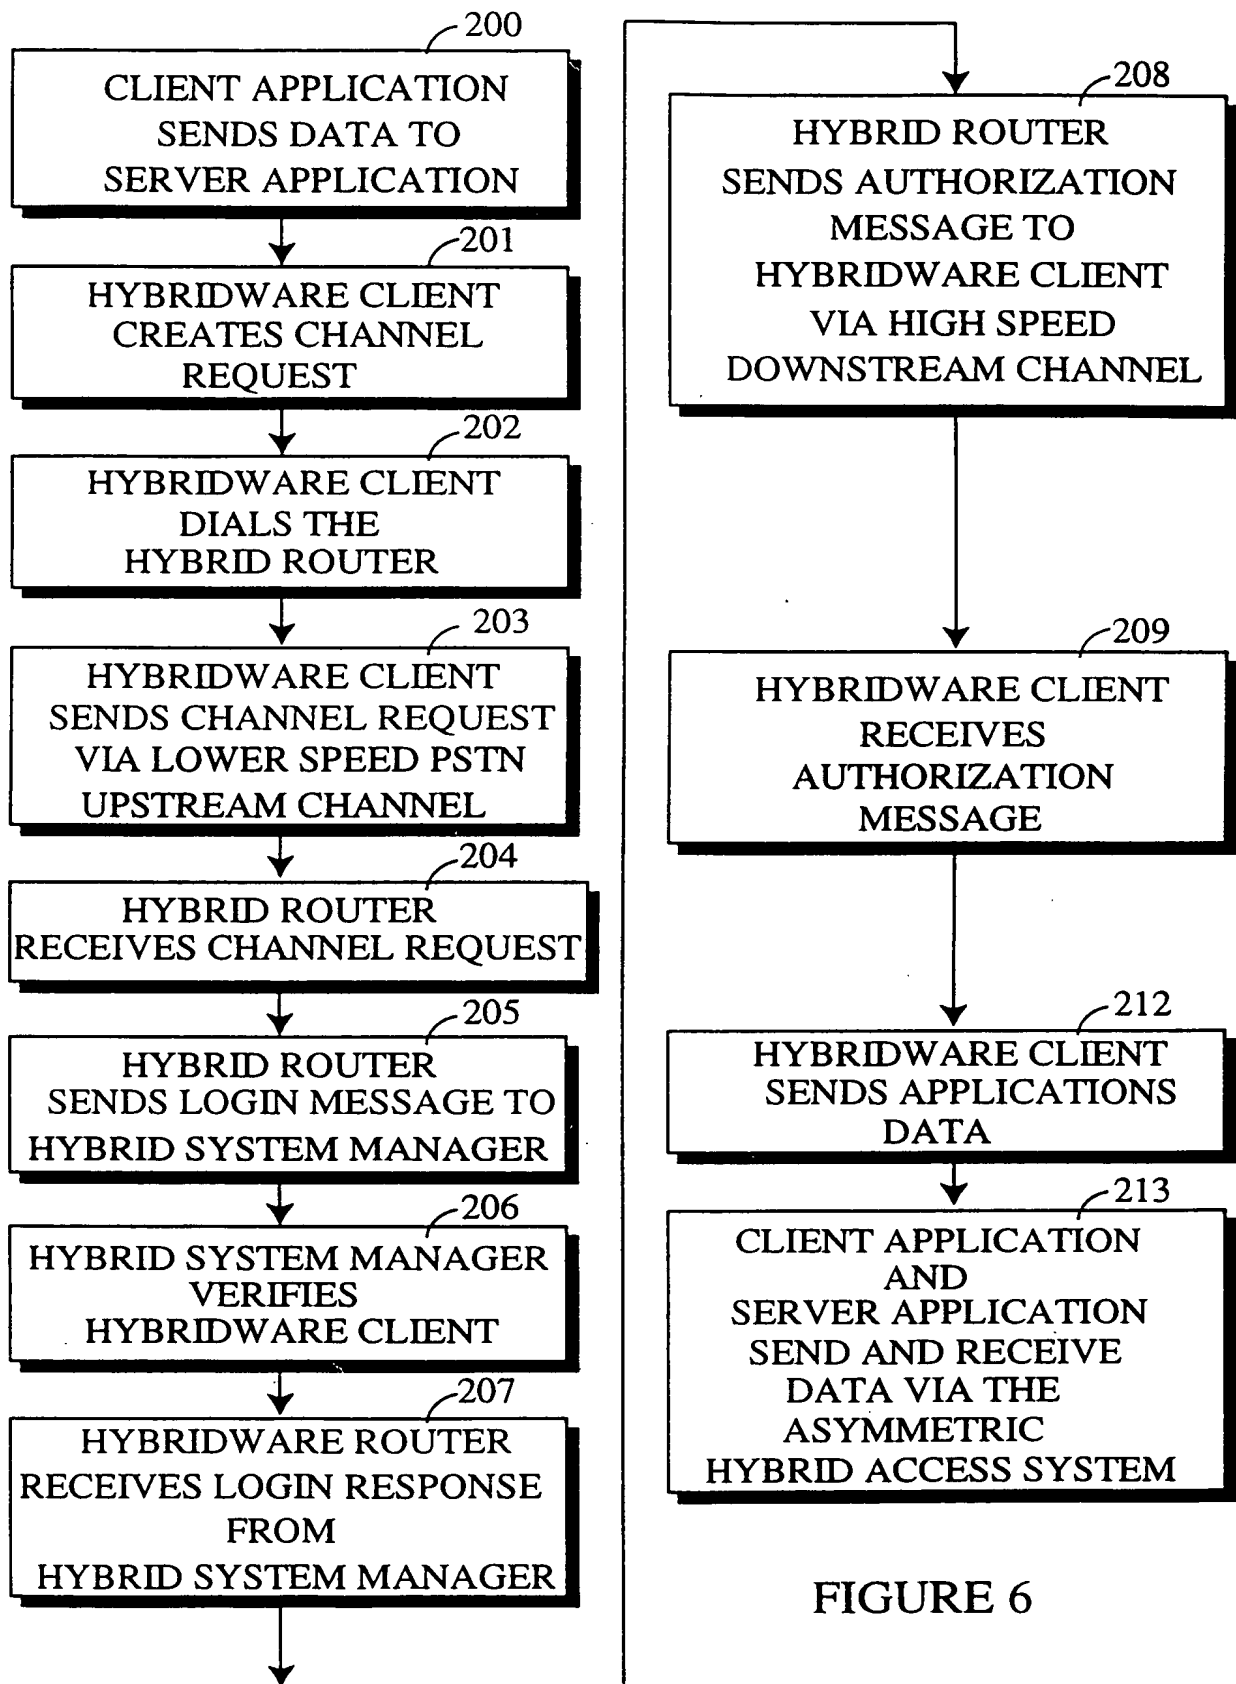 200
CLIENT APPLICATION
SENDS DATA TO
SERVER APPLICATION
201
HYBRIDWARE CLIENT
CREATES CHANNEL
REQUEST
202
HYBRIDWARE CLIENT
DIALS THE
HYBRID ROUTER
203
HYBRIDWARE CLIENT
SENDS CHANNEL REQUEST
VIA LOWER SPEED PSTN
UPSTREAM CHANNEL
204
HYBRID ROUTER
RECEIVES CHANNEL REQUEST
205
HYBRID ROUTER
SENDS LOGIN MESSAGE TO
HYBRID SYSTEM MANAGER
206
HYBRID SYSTEM MANAGER
VERIFIES
HYBRIDWARE CLIENT
207
HYBRIDWARE ROUTER
RECEIVES LOGIN RESPONSE
FROM
HYBRID SYSTEM MANAGER
208
HYBRID ROUTER
SENDS AUTHORIZATION
MESSAGE TO
HYBRIDWARE CLIENT
VIA HIGH SPEED
DOWNSTREAM CHANNEL
209
HYBRIDWARE CLIENT
RECEIVES
AUTHORIZATION
MESSAGE
212
HYBRIDWARE CLIENT
SENDS APPLICATIONS
DATA
213
CLIENT APPLICATION
AND
SERVER APPLICATION
SEND AND RECEIVE
DATA VIA THE
ASYMMETRIC
HYBRID ACCESS SYSTEM
FIGURE 6